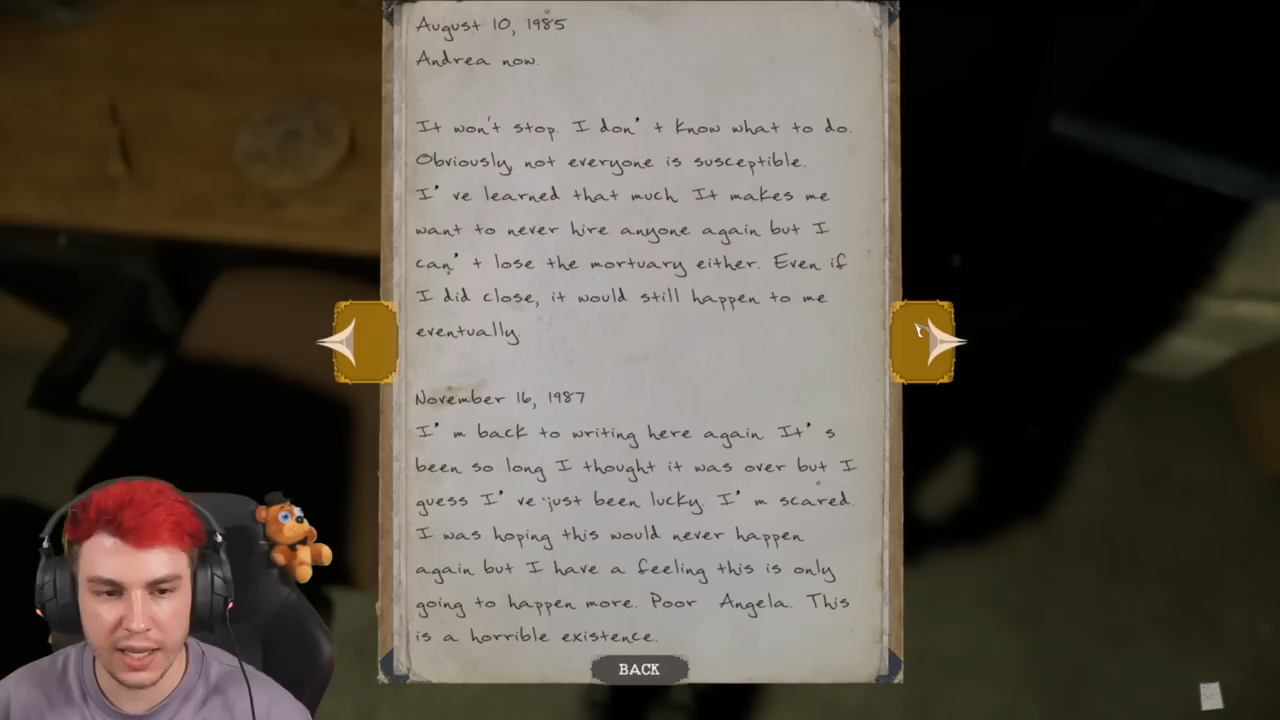 August 10, 1985
Andrea now.
It won't stop. I don't know what to do.
Obviously, not everyone is susceptible.
I've learned that much It makes me
want to never hire anyone again but I
can't lose the mortuary either. Even if
I did close, it would still happen to me
eventually.
November 16, 1987
I'm back to writing here again It's
been so long I thought it was over but I
guess I've just been lucky. I'm scared.
I was hoping this would never happen
again but I have a feeling this is only
going to happen more. Poor Angela. This
is a horrible existence.
BACK